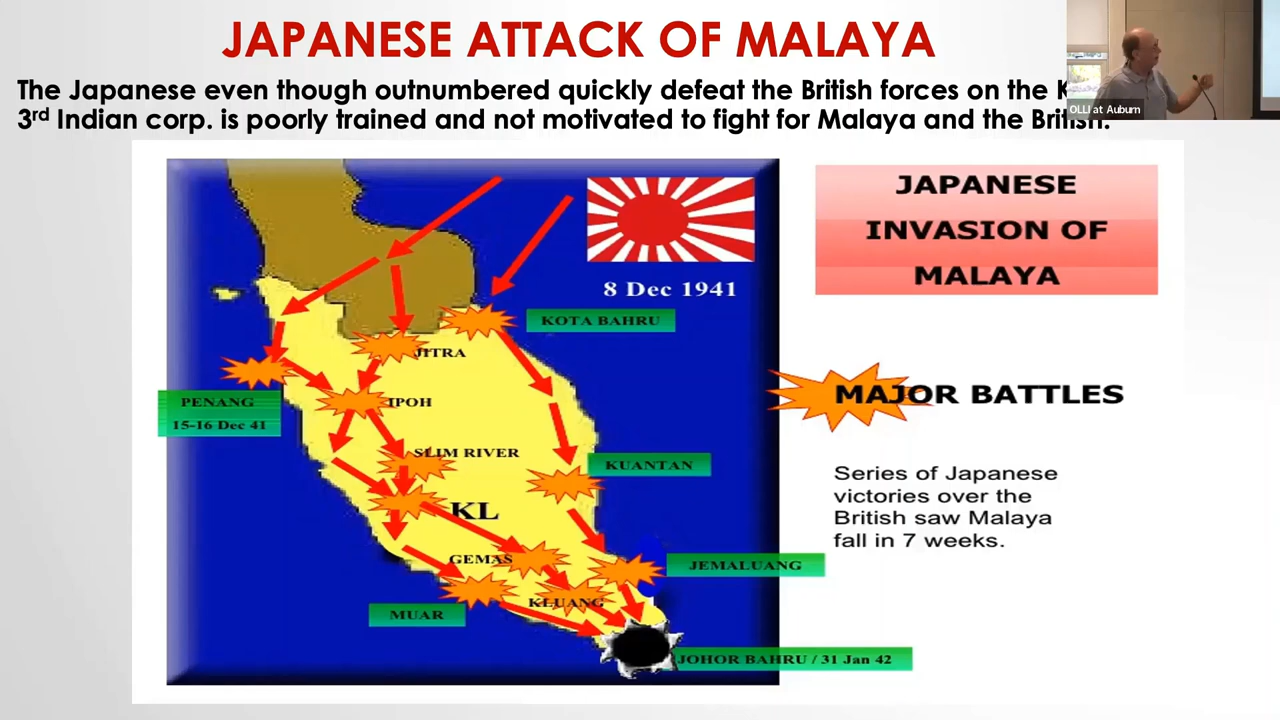 JAPANESE ATTACK OF MALAYA
The Japanese even though outnumbered quickly defeat the British forces on the
3rd Indian corp. is poorly trained and not motivated to fight for Malaya and the British.
OLLI at Auburn
JAPANESE
INVASION OF
MALAYA
8 Dec 1941
KOTA BAHRU
JITRA
PENANG
15-16 Dec 41
IPOH
MAJOR BATTLES
SLIM RIVER
KUANTAN
KL
Series of Japanese
victories over the
British saw Malaya
fall in 7 weeks.
GEMAS
JEMALUANG
KLUANG
MUAR
JOHOR BAHRU / 31 Jan 42